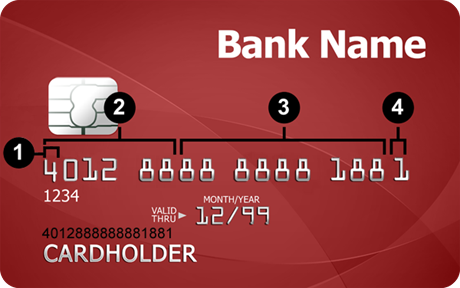 Bank Name
2 3 4
1
4012 8888 8888 1881
1234
MONTH/YEAR
VALID THRU 12/99
4012888888881881
CARDHOLDER